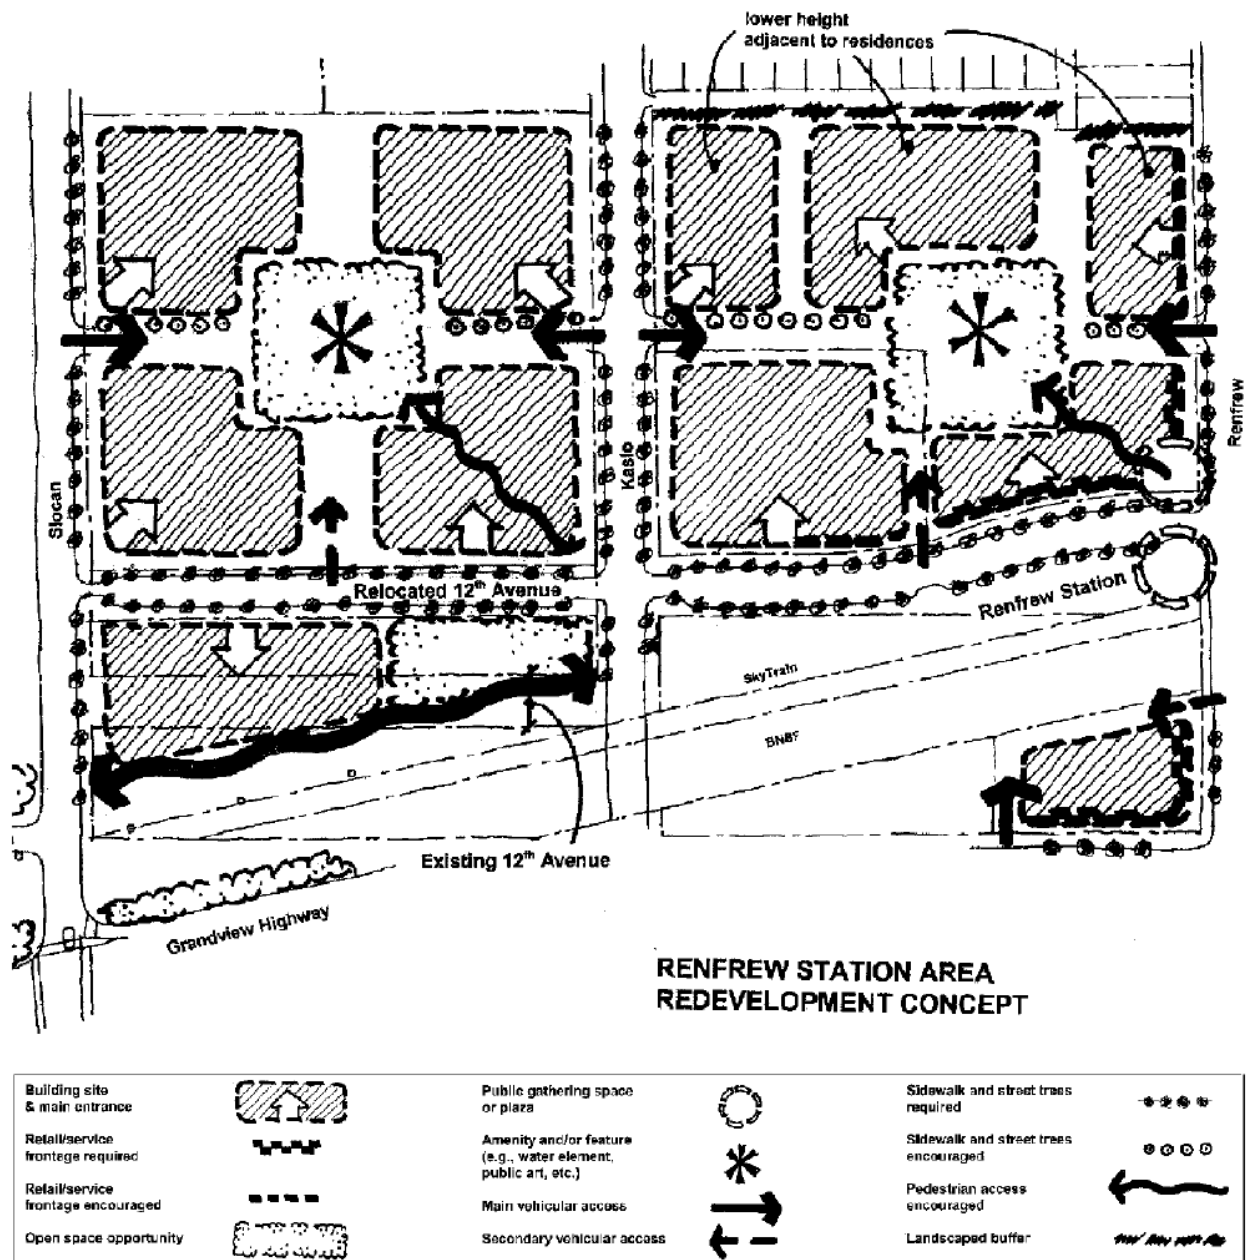 lower height
adjacent to residences
Slocan
Kaslo
Renfrew
Relocated 12th Avenue
Renfrew Station
SkyTrain
BNSF
Existing 12th Avenue
Grandview Highway
RENFREW STATION AREA
REDEVELOPMENT CONCEPT
Building site
& main entrance
Retail/service
frontage required
Retail/service
frontage encouraged
Open space opportunity
Public gathering space
or plaza
Amenity and/or feature
(e.g., water element,
public art, etc.)
Main vehicular access
Secondary vehicular access
Sidewalk and street trees
required
Sidewalk and street trees
encouraged
Pedestrian access
encouraged
Landscaped buffer